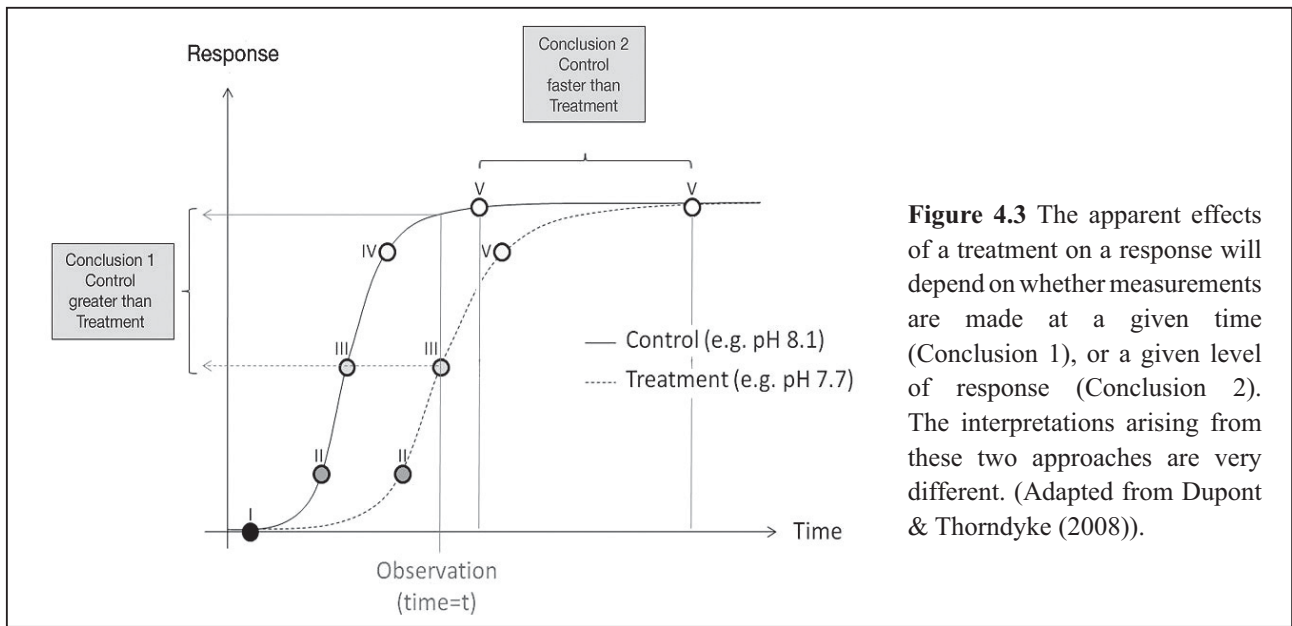 Response
Conclusion 2
Control
faster than
Treatment
V
V
IV
V
Conclusion 1
Control
greater than
Treatment
III
III
Control (e.g. pH 8.1)
Treatment (e.g. pH 7.7)
II
II
I
Time
Observation
(time=t)
Figure 4.3 The apparent effects
of a treatment on a response will
depend on whether measurements
are made at a given time
(Conclusion 1), or a given level
of response (Conclusion 2).
The interpretations arising from
these two approaches are very
different. (Adapted from Dupont
& Thorndyke (2008)).